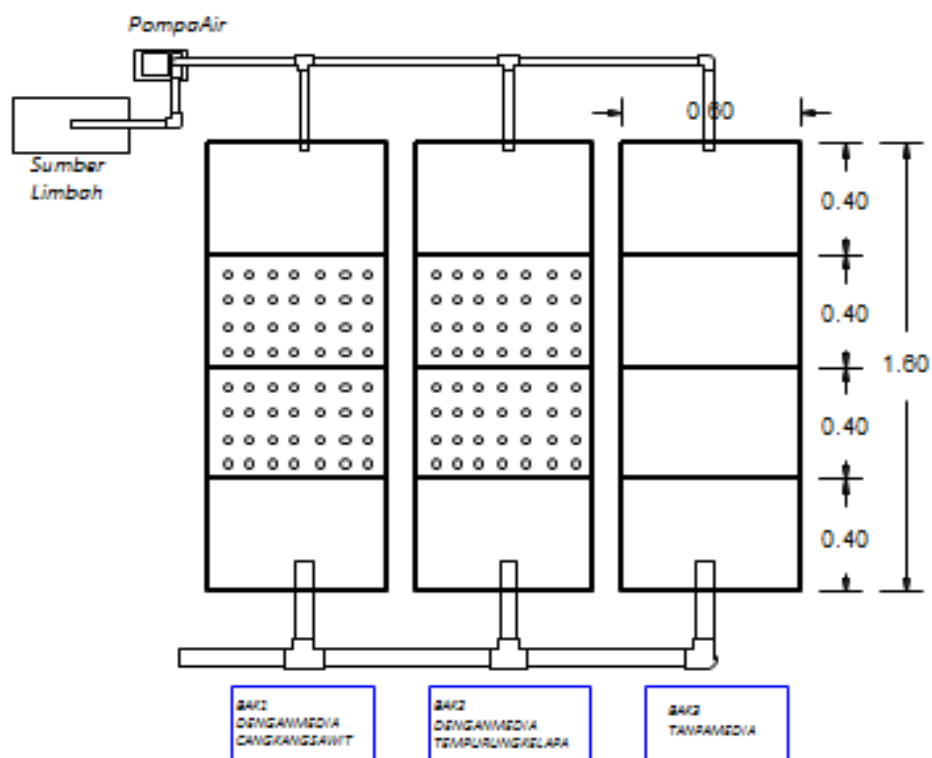 PompaAir
0.60
Sumber
Limbah
0.40
0.40
1.60
0.40
0.40
BAK1
DENGANMEDIA
CANGKANGSAWIT
BAK2
DENGANMEDIA
TEMPURUNGKELAPA
BAK3
TANPAMEDIA